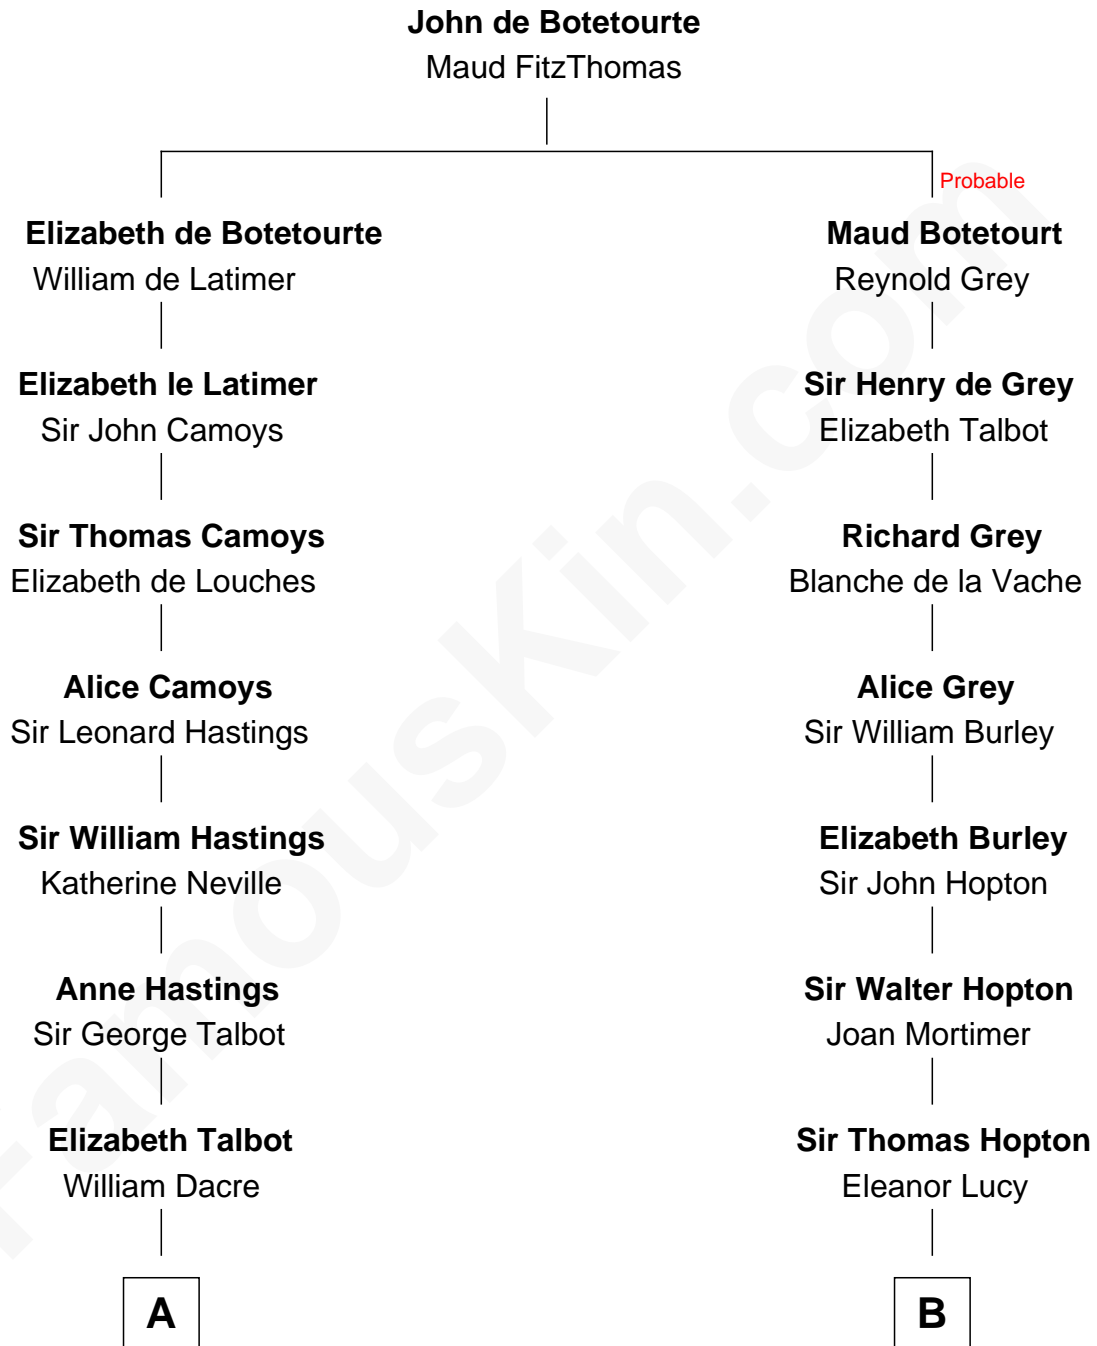 John de Botetourte
Maud FitzThomas
Probable
Elizabeth de Botetourte
William de Latimer
Maud Botetourt
Reynold Grey
Elizabeth le Latimer
Sir John Camoys
Sir Henry de Grey
Elizabeth Talbot
Sir Thomas Camoys
Elizabeth de Louches
Richard Grey
Blanche de la Vache
Alice Camoys
Sir Leonard Hastings
Alice Grey
Sir William Burley
Sir William Hastings
Katherine Neville
Elizabeth Burley
Sir John Hopton
Anne Hastings
Sir George Talbot
Sir Walter Hopton
Joan Mortimer
Elizabeth Talbot
William Dacre
Sir Thomas Hopton
Eleanor Lucy
A
B
FamousKin.com